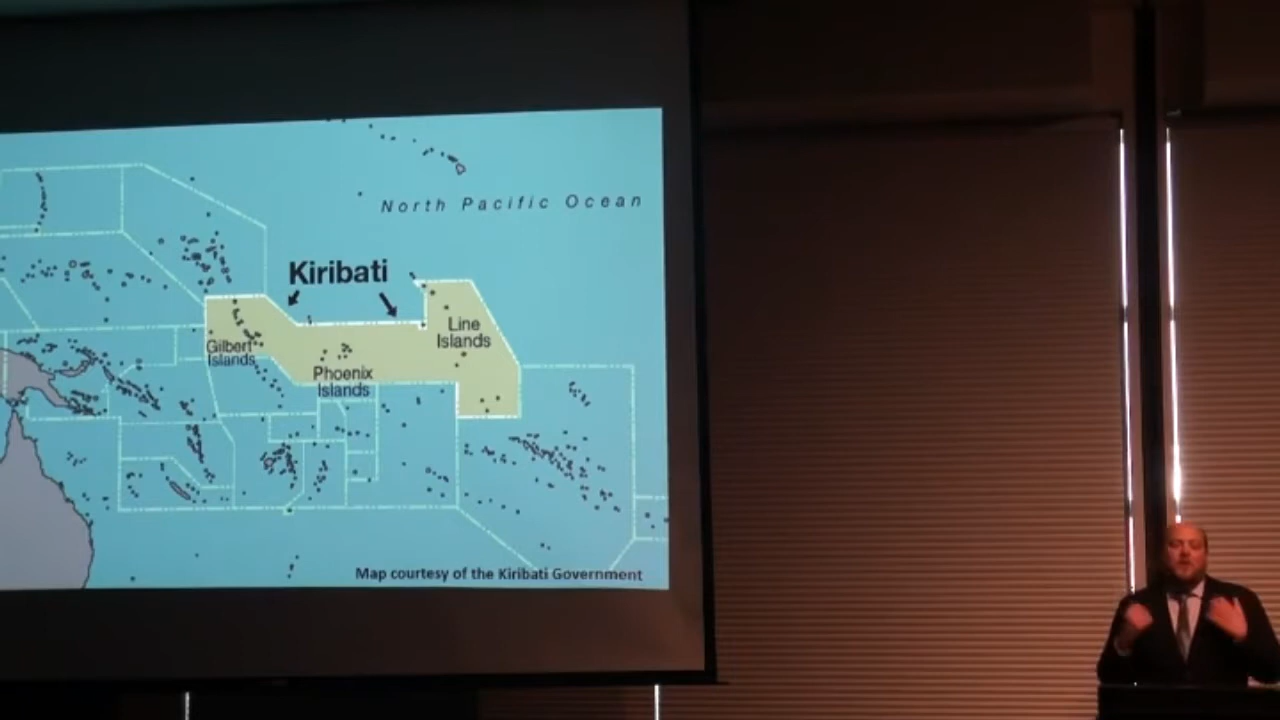 North Pacific Ocean
Kiribati
Line
Islands
Gilbert
Islands
Phoenix
Islands
Map courtesy of the Kiribati Government